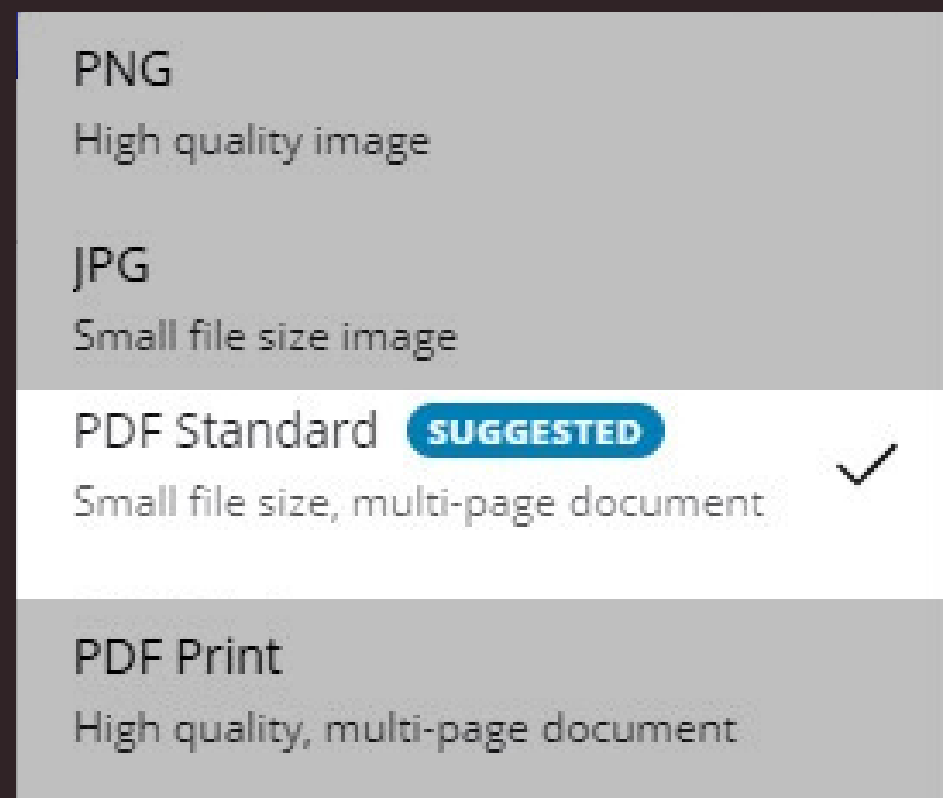 PNG
High quality image
JPG
Small file size image
PDF Standard SUGGESTED
Small file size, multi-page document
PDF Print
High quality, multi-page document